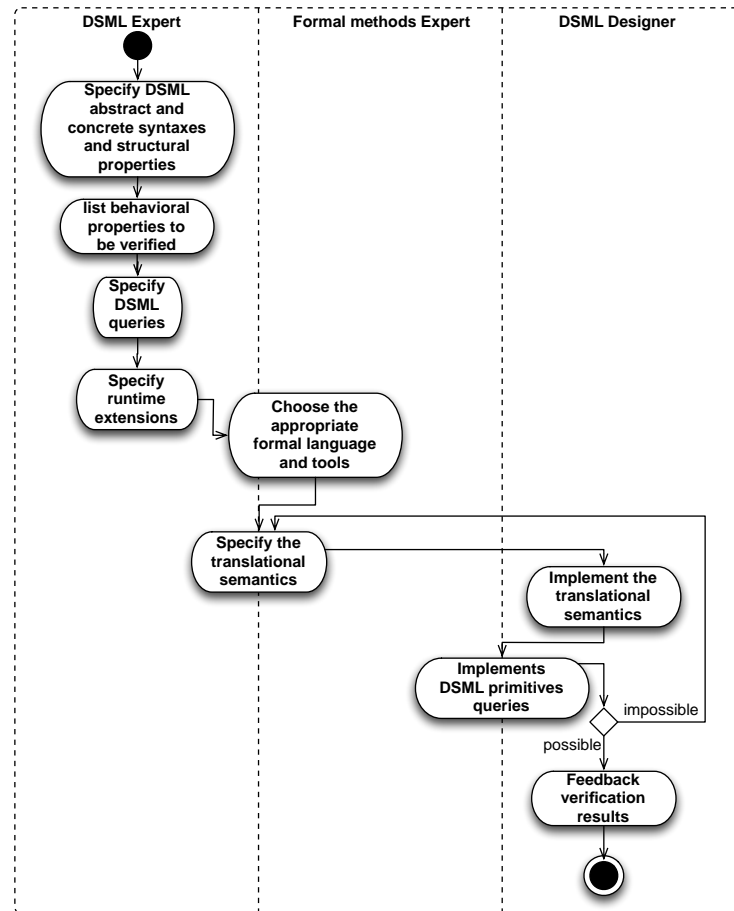 DSML Expert
Formal methods Expert
DSML Designer
Specify DSML
abstract and
concrete syntaxes
and structural
properties
list behavioral
properties to
be verified
Specify
DSML
queries
Specify
runtime
extensions
Choose the
appropriate
formal language
and tools
Specify the
translational
semantics
Implement the
translational
semantics
Implements
DSML primitives
queries
impossible
possible
Feedback
verification
results